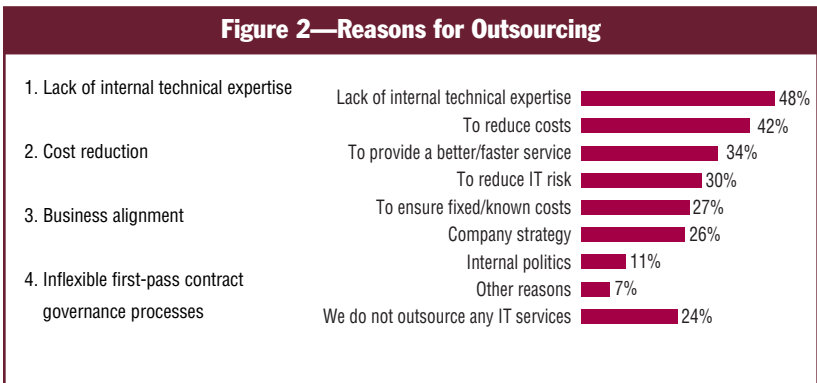 Figure 2—Reasons for Outsourcing
1. Lack of internal technical expertise
2. Cost reduction
3. Business alignment
4. Inflexible first-pass contract
governance processes
Lack of internal technical expertise 48%
To reduce costs 42%
To provide a better/faster service 34%
To reduce IT risk 30%
To ensure fixed/known costs 27%
Company strategy 26%
Internal politics 11%
Other reasons 7%
We do not outsource any IT services 24%